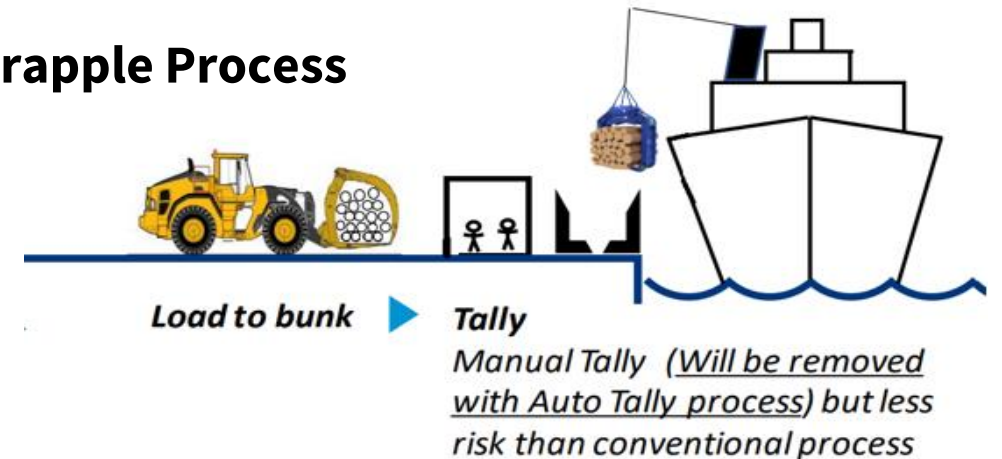 rapple Process
Load to bunk
Tally
Manual Tally (Will be removed
with Auto Tally process) but less
risk than conventional process